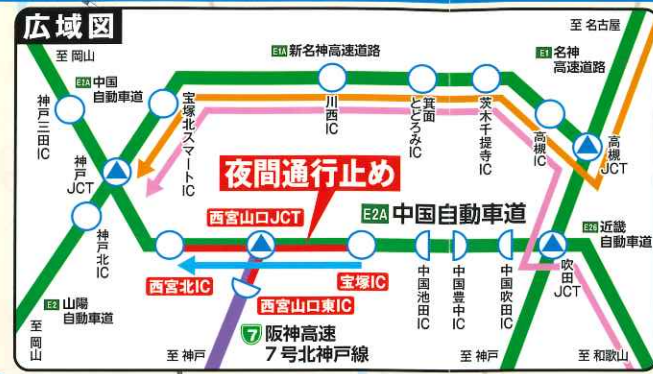 広域図
至 岡山
E2A 中国
自動車道
神戸三田IC
神戸
JCT
神戸北IC
E2 山陽
自動車道
至 岡山
宝塚北スマートIC
E1A 新名神高速道路
川西IC
箕面
とどろみIC
茨木千提寺IC
高槻IC
高槻JCT
至 名古屋
E1 名神
高速道路
夜間通行止め
西宮山口JCT
E2A 中国自動車道
西宮北IC
宝塚IC
西宮山口東IC
中国池田IC
中国豊中IC
中国吹田IC
吹田JCT
E26 近畿
自動車道
7 阪神高速
7号北神戸線
至 神戸
至 神戸
至 和歌山